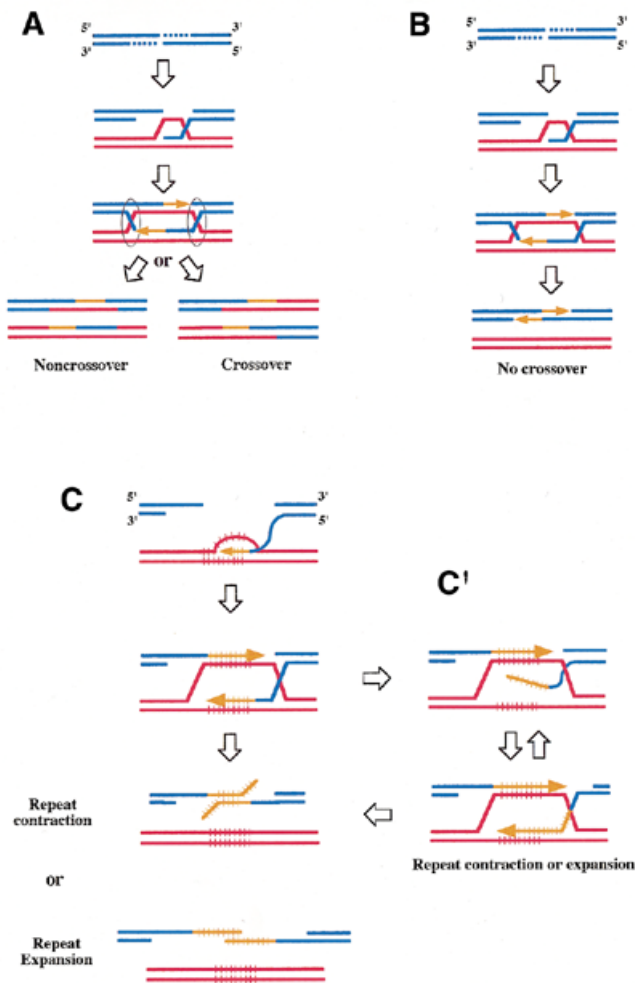 A
5' 3'
3' 5'
or
Noncrossover Crossover
B
5' 3'
3' 5'
No crossover
C
5' 3'
3' 5'
C'
Repeat
contraction
or
Repeat
Expansion
Repeat contraction or expansion